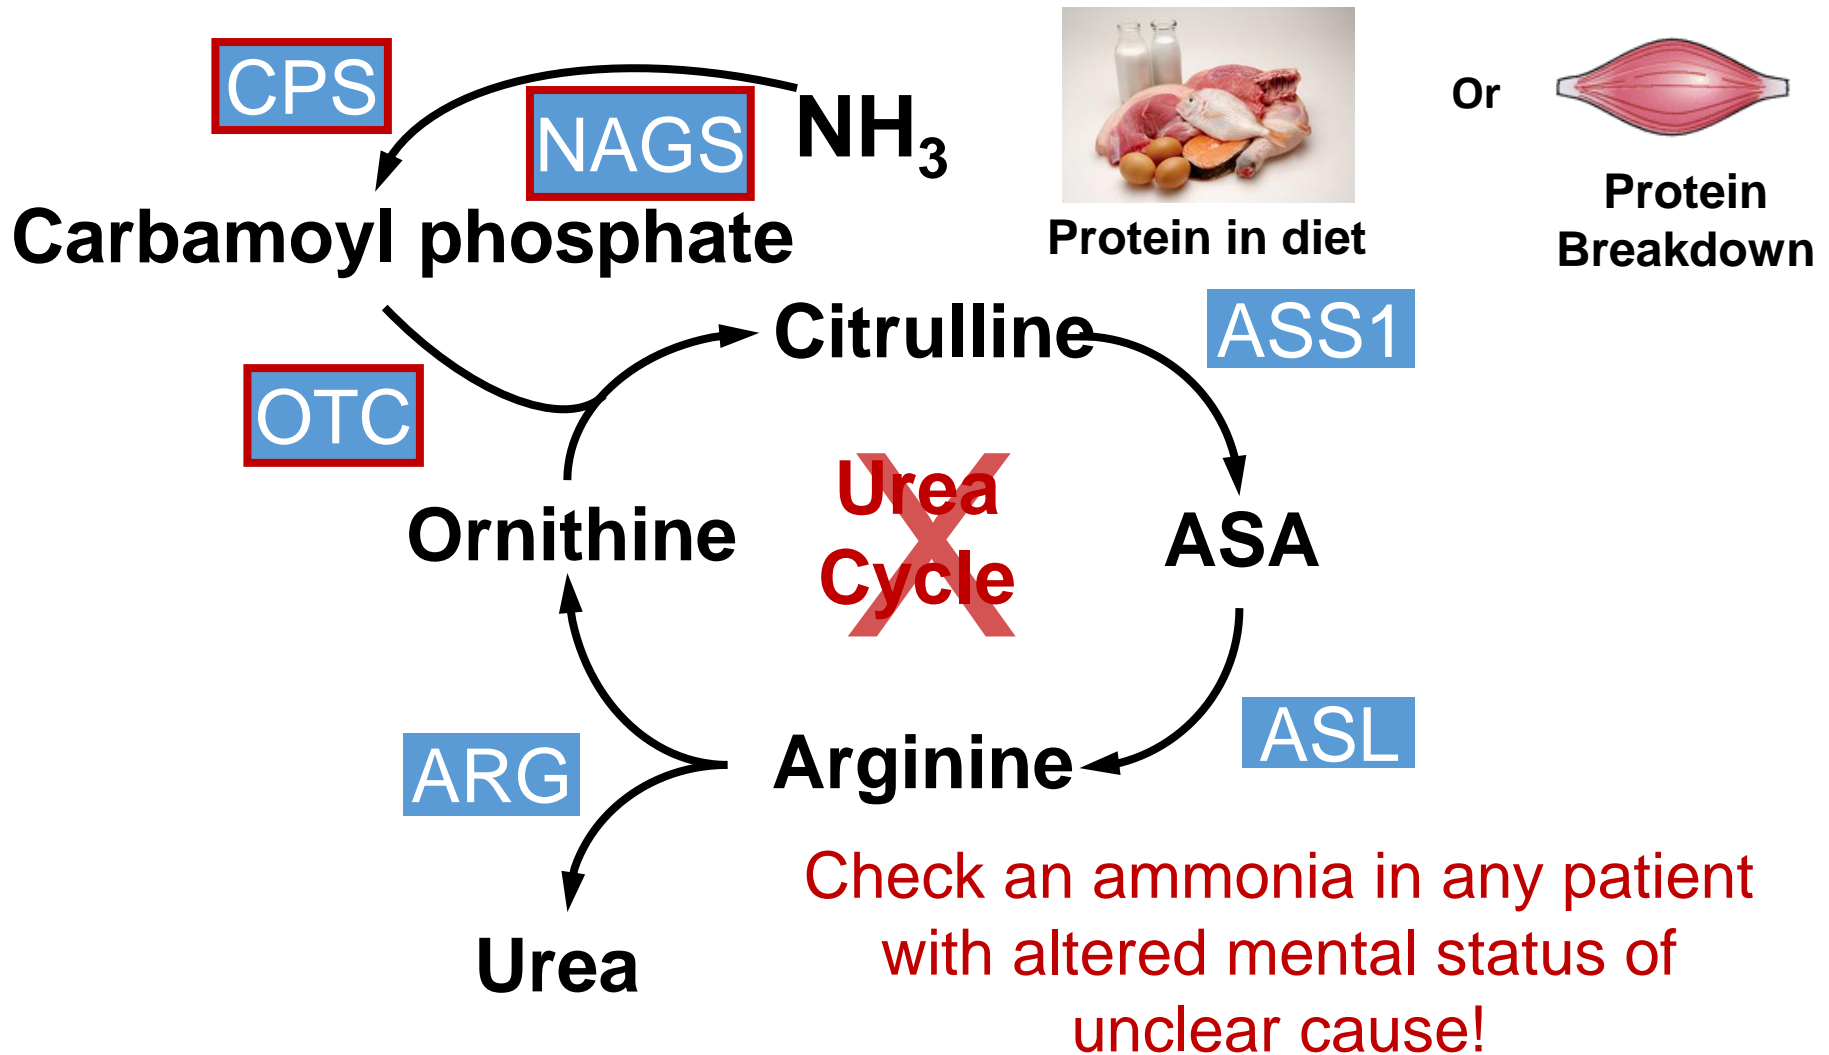 CPS
NAGS
NH3
Carbamoyl phosphate
Protein in diet
Or
Protein
Breakdown
Citrulline
ASS1
OTC
Urea
Cycle
X
Ornithine
ASA
ARG
Arginine
ASL
Urea
Check an ammonia in any patient
with altered mental status of
unclear cause!